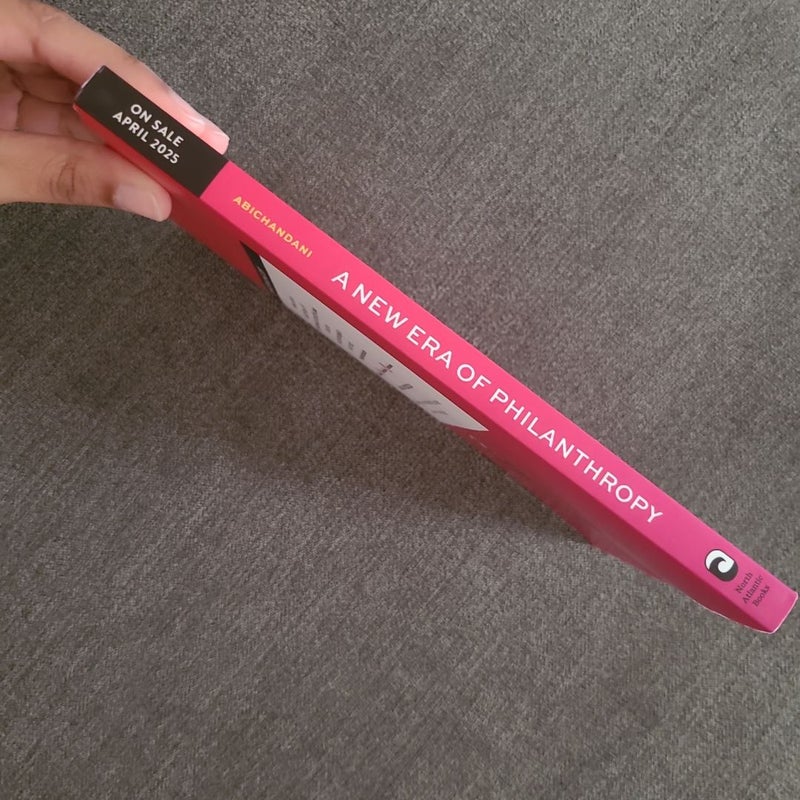 ON SALE
APRIL 2025
ABICHANDANI
A NEW ERA OF PHILANTHROPY
North
Atlantic
Books